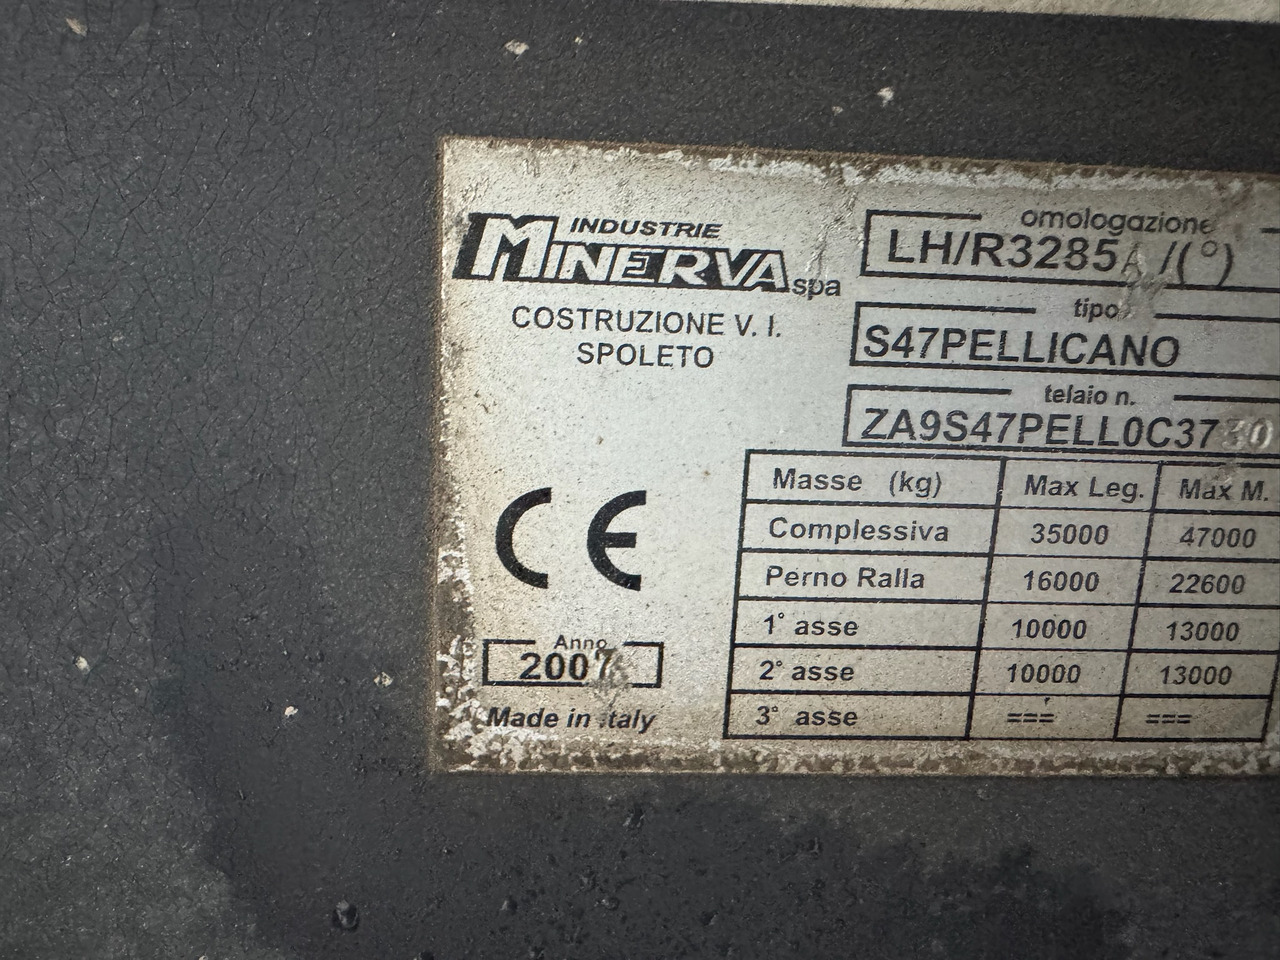 INDUSTRIE
MINERVA spa
COSTRUZIONE V. I.
SPOLETO
omologazione
LH/R3285 /(°)
tipo
S47PELLICANO
telaio n.
ZA9S47PELL0C37
Masse (kg) Max Leg. Max M.
Complessiva 35000 47000
Perno Ralla 16000 22600
1° asse 10000 13000
2° asse 10000 13000
3° asse === ===
CE
Anno
Made in Italy